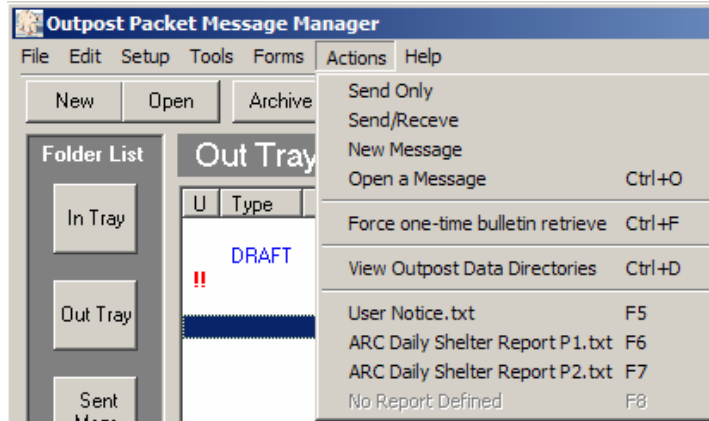 Outpost Packet Message Manager
File Edit Setup Tools Forms Actions Help
New Open Archive
Send Only
Send/Receve
New Message
Open a Message Ctrl+O
Force one-time bulletin retrieve Ctrl+F
View Outpost Data Directories Ctrl+D
User Notice.txt F5
ARC Daily Shelter Report P1.txt F6
ARC Daily Shelter Report P2.txt F7
No Report Defined F8
Folder List
In Tray
Out Tray
Sent
Out Tray
U Type
DRAFT
!!